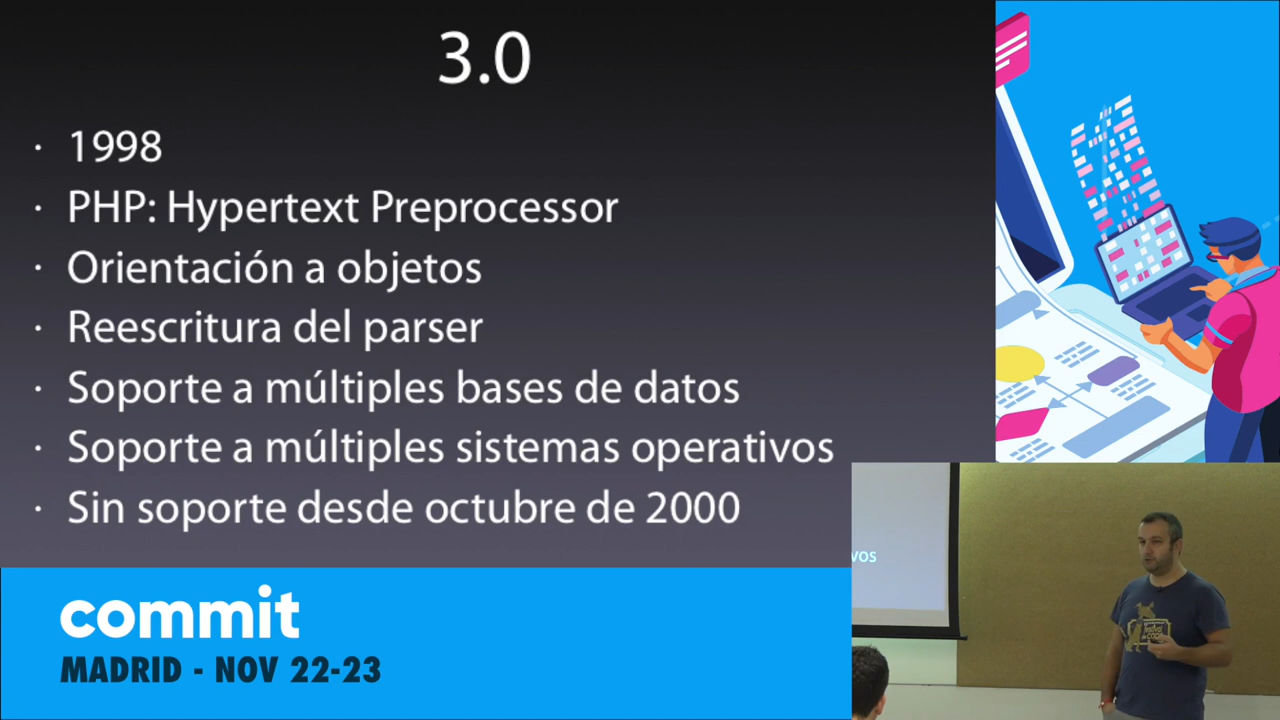 3.0
· 1998
· PHP: Hypertext Preprocessor
· Orientación a objetos
· Reescritura del parser
· Soporte a múltiples bases de datos
· Soporte a múltiples sistemas operativos
· Sin soporte desde octubre de 2000
commit
MADRID - NOV 22-23
vos